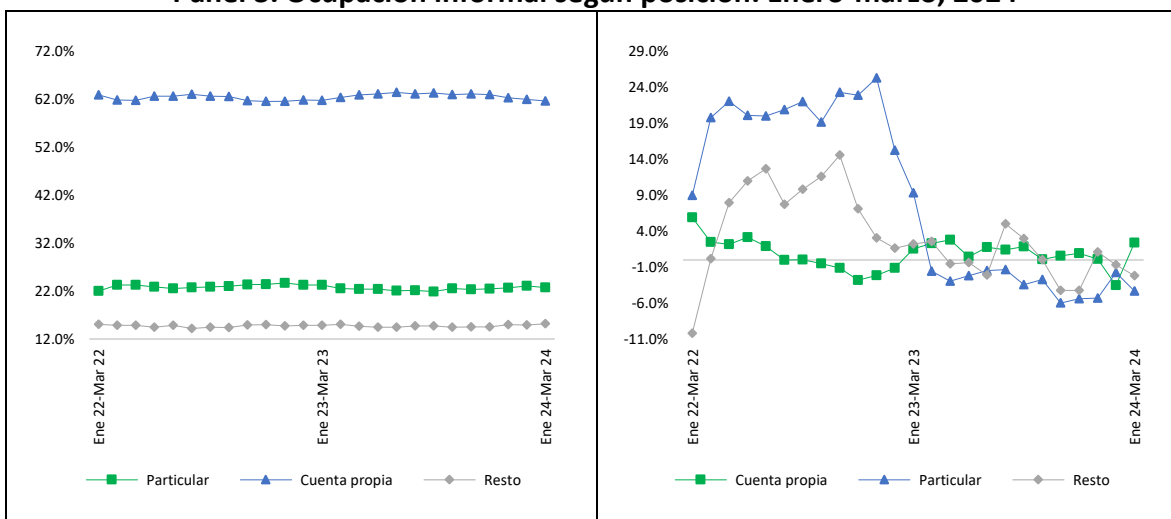 Panel Ocupación informal según posición. Enero-marzo, 2024
72.0%
62.0%
52.0%
42.0%
32.0%
22.0%
12.0%
Ene 22-Mar 22
Ene 23-Mar 23
Ene 24-Mar 24
Particular
Cuenta propia
Resto
29.0%
24.0%
19.0%
14.0%
9.0%
4.0%
-1.0%
-6.0%
-11.0%
Ene 22-Mar 22
Ene 23-Mar 23
Ene 24-Mar 24
Cuenta propia
Particular
Resto